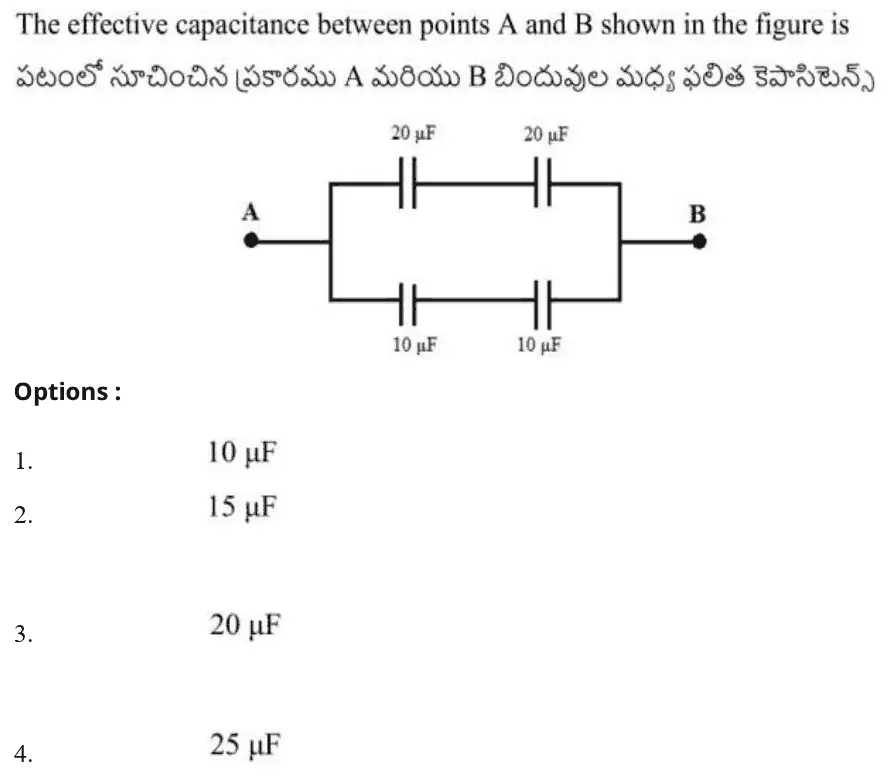 The effective capacitance between points A and B shown in the figure is
పటంలో సూచించిన ప్రకారము A మరియు B బిందువుల మధ్య ఫలిత కెపాసిటెన్స్
20 μF 20 μF
A B
10 μF 10 μF
Options :
1. 10 μF
2. 15 μF
3. 20 μF
4. 25 μF